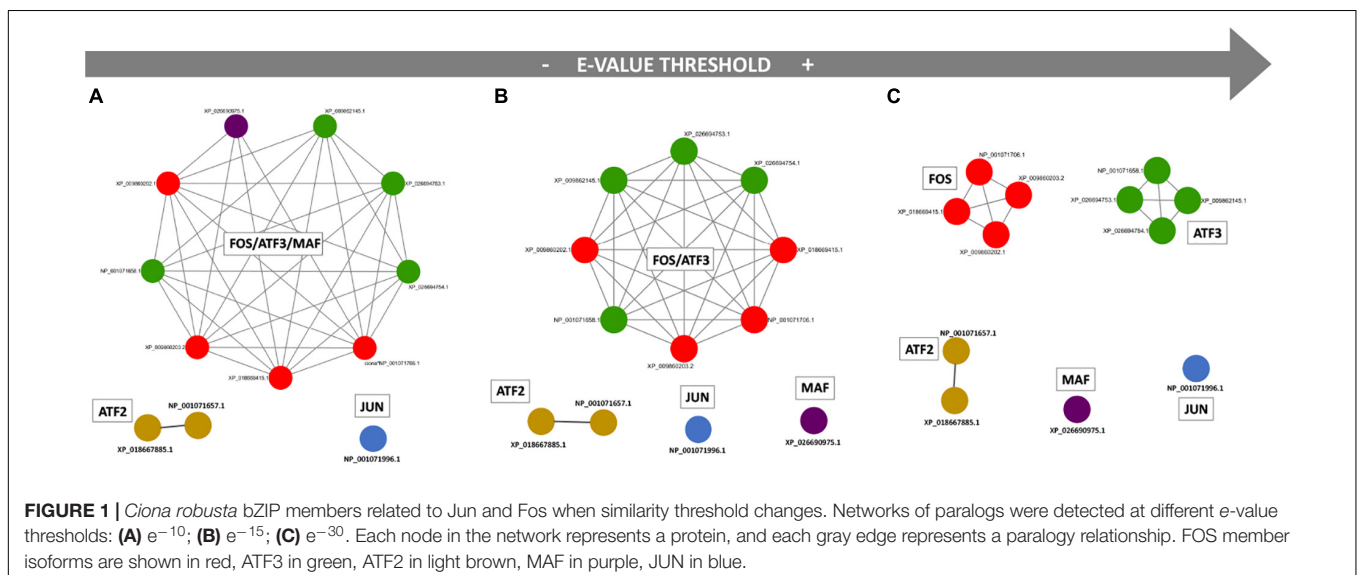 - E-VALUE THRESHOLD +
A
XP_026690975.1
XP_009862145.1
XP_009860202.1
XP_026694753.1
FOS/ATF3/MAF
NP_001071658.1
XP_026694754.1
XP_009860203.2
XP_018669415.1
ATF2
NP_001071657.1
XP_018667885.1
JUN
NP_001071996.1
B
XP_026694753.1
XP_026694754.1
XP_009862145.1
XP_009860202.1
XP_018669415.1
FOS/ATF3
NP_001071658.1
NP_001071706.1
XP_009860203.2
ATF2
NP_001071657.1
XP_018667885.1
JUN
NP_001071996.1
MAF
XP_026690975.1
C
NP_001071706.1
FOS
XP_009860203.2
XP_018669415.1
XP_009860202.1
NP_001071658.1
XP_026694753.1
XP_009862145.1
XP_026694754.1
ATF3
NP_001071657.1
ATF2
XP_018667885.1
MAF
XP_026690975.1
NP_001071996.1
JUN
FIGURE 1 | Ciona robusta bZIP members related to Jun and Fos when similarity threshold changes. Networks of paralogs were detected at different e-value
thresholds: (A) e−10; (B) e−15; (C) e−30. Each node in the network represents a protein, and each gray edge represents a paralogy relationship. FOS member
isoforms are shown in red, ATF3 in green, ATF2 in light brown, MAF in purple, JUN in blue.